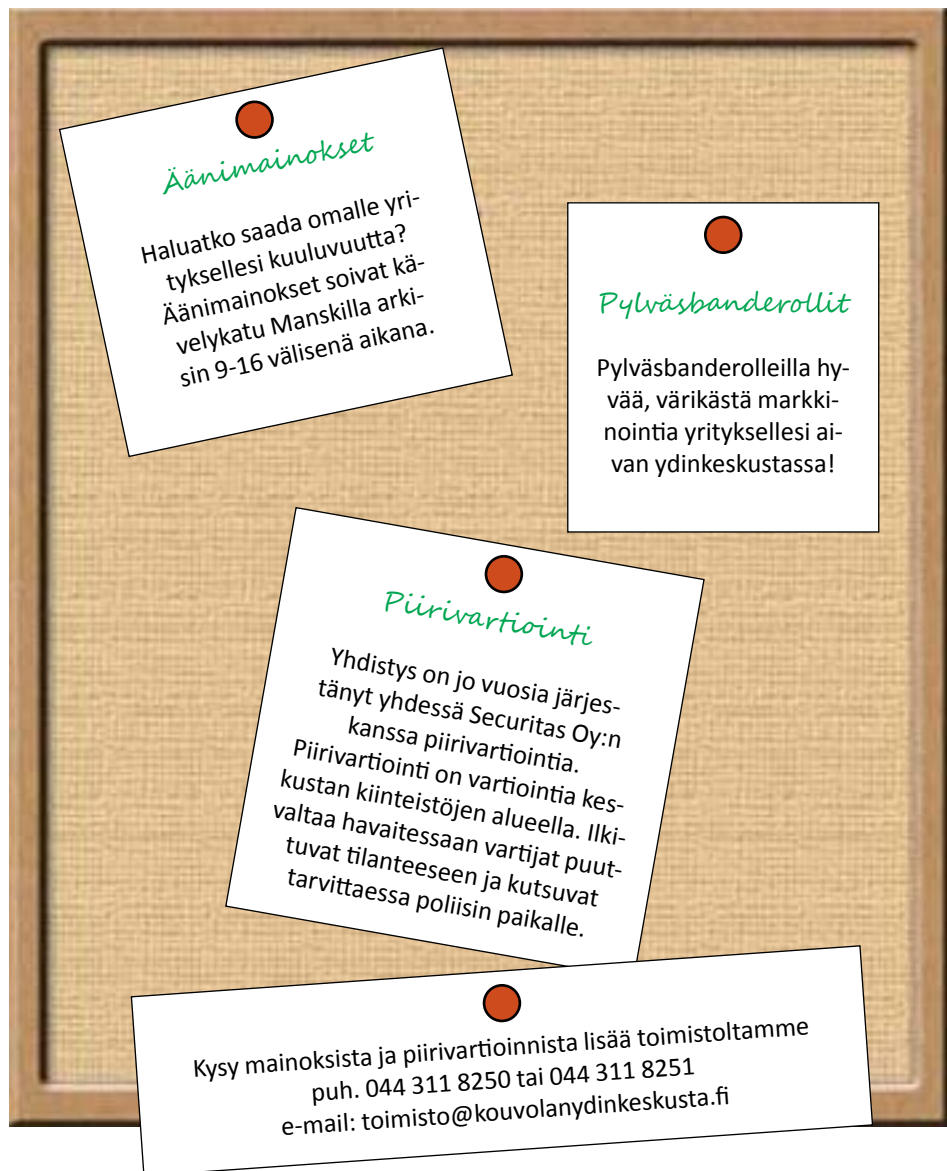 Äänimainokset
Haluatko saada omalle yri-
tyksellesi kuuluvuutta?
Äänimainokset soivat kä-
velykatu Manskilla arki-
sin 9-16 välisenä aikana.
Pylväsbanderollit
Pylväsbanderolleilla hy-
vää, värikästä markki-
nointia yrityksellesi ai-
van ydinkeskustassa!
Piirivartiointi
Yhdistys on jo vuosia järjes-
tänyt yhdessä Securitas Oy:n
kanssa piirivartiointia.
Piirivartiointi on vartiointia kes-
kustan kiinteistöjen alueella. Ilki-
valtaa havaitessaan vartijat puut-
tuvat tilanteeseen ja kutsuvat
tarvittaessa poliisin paikalle.
Kysy mainoksista ja piirivartioinnista lisää toimistoltamme
puh. 044 311 8250 tai 044 311 8251
e-mail: toimisto@kouvolanydinkeskusta.fi